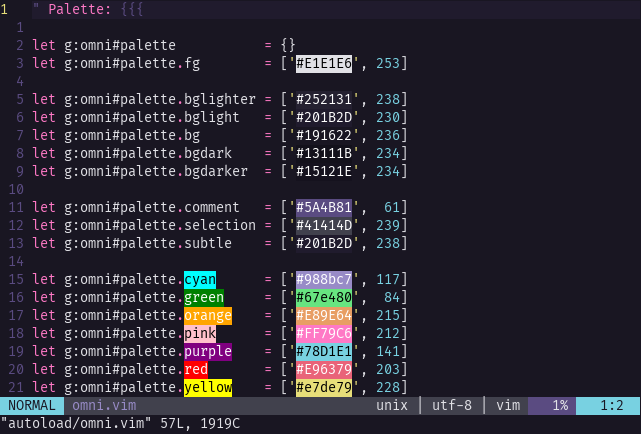 1 " Palette: {{{
1
2 let g:omni#palette           = {}
3 let g:omni#palette.fg        = ['#E1E1E6', 253]
4
5 let g:omni#palette.bglighter = ['#252131', 238]
6 let g:omni#palette.bglight   = ['#201B2D', 230]
7 let g:omni#palette.bg        = ['#191622', 236]
8 let g:omni#palette.bgdark    = ['#13111B', 234]
9 let g:omni#palette.bgdarker  = ['#15121E', 234]
10
11 let g:omni#palette.comment   = ['#5A4B81',  61]
12 let g:omni#palette.selection = ['#41414D', 239]
13 let g:omni#palette.subtle    = ['#201B2D', 238]
14
15 let g:omni#palette.cyan      = ['#988bc7', 117]
16 let g:omni#palette.green     = ['#67e480',  84]
17 let g:omni#palette.orange    = ['#E89E64', 215]
18 let g:omni#palette.pink      = ['#FF79C6', 212]
19 let g:omni#palette.purple    = ['#78D1E1', 141]
20 let g:omni#palette.red       = ['#E96379', 203]
21 let g:omni#palette.yellow    = ['#e7de79', 228]
NORMAL omni.vim unix | utf-8 | vim 1% 1:2
"autoload/omni.vim" 57L, 1919C